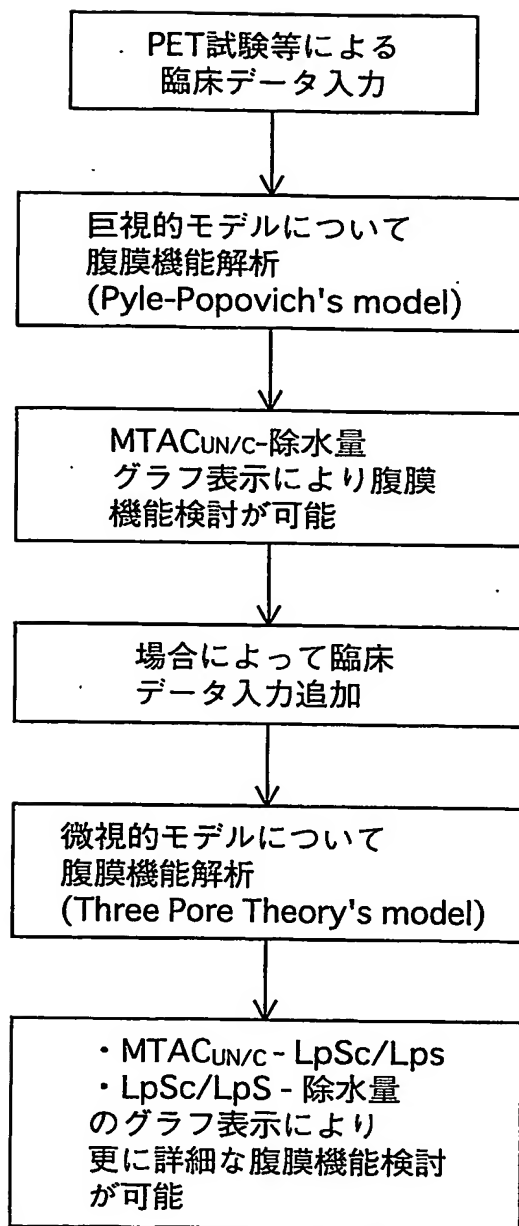 PET試験等による
臨床データ入力
巨視的モデルについて
腹膜機能解析
(Pyle-Popovich's model)
MTACUN/C-除水量
グラフ表示により腹膜
機能検討が可能
場合によって臨床
データ入力追加
微視的モデルについて
腹膜機能解析
(Three Pore Theory's model)
・MTACUN/C - LpSc/Lps
・LpSc/LpS - 除水量
のグラフ表示により
更に詳細な腹膜機能検討
が可能